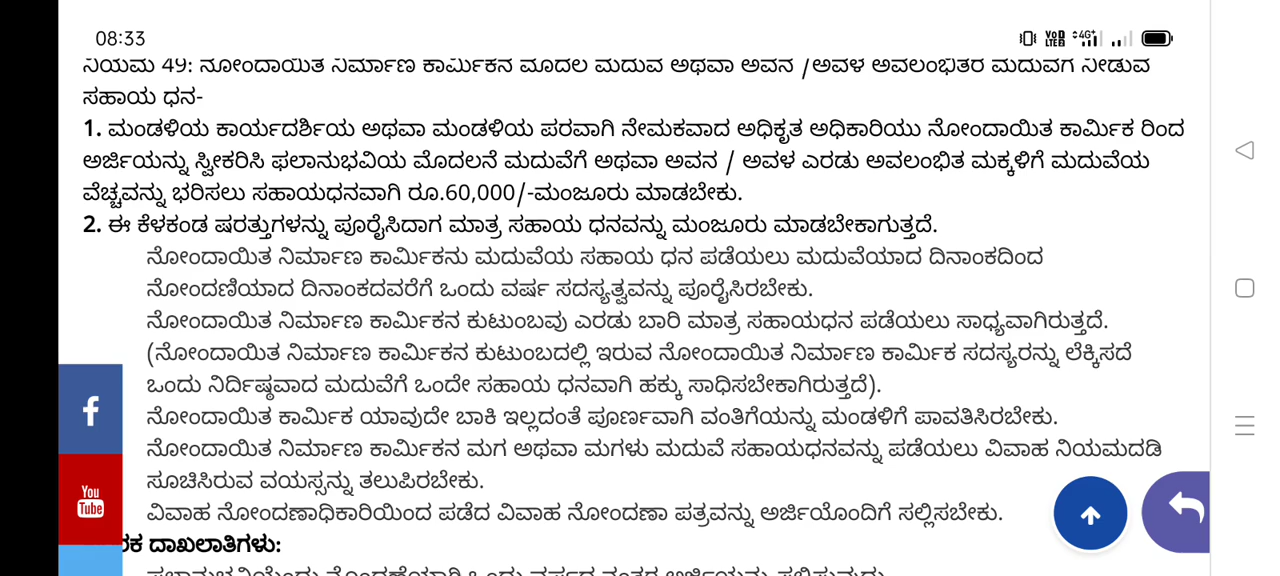 08:33
VoD LTE2 4G+
ನಿಯಮ 49: ನೋಂದಾಯಿತ ನಿರ್ಮಾಣ ಕಾರ್ಮಿಕನ ಮೊದಲ ಮದುವೆ ಅಥವಾ ಅವನ /ಅವಳ ಅವಲಂಭಿತರ ಮದುವೆಗೆ ನೀಡುವ
ಸಹಾಯ ಧನ-
1. ಮಂಡಳಿಯ ಕಾರ್ಯದರ್ಶಿಯ ಅಥವಾ ಮಂಡಳಿಯ ಪರವಾಗಿ ನೇಮಕವಾದ ಅಧಿಕೃತ ಅಧಿಕಾರಿಯು ನೋಂದಾಯಿತ ಕಾರ್ಮಿಕ ರಿಂದ
ಅರ್ಜಿಯನ್ನು ಸ್ವೀಕರಿಸಿ ಫಲಾನುಭವಿಯ ಮೊದಲನೆ ಮದುವೆಗೆ ಅಥವಾ ಅವನ / ಅವಳ ಎರಡು ಅವಲಂಭಿತ ಮಕ್ಕಳಿಗೆ ಮದುವೆಯ
ವೆಚ್ಚವನ್ನು ಭರಿಸಲು ಸಹಾಯಧನವಾಗಿ ರೂ.60,000/-ಮಂಜೂರು ಮಾಡಬೇಕು.
2. ಈ ಕೆಳಕಂಡ ಷರತ್ತುಗಳನ್ನು ಪೂರೈಸಿದಾಗ ಮಾತ್ರ ಸಹಾಯ ಧನವನ್ನು ಮಂಜೂರು ಮಾಡಬೇಕಾಗುತ್ತದೆ.
ನೋಂದಾಯಿತ ನಿರ್ಮಾಣ ಕಾರ್ಮಿಕನು ಮದುವೆಯ ಸಹಾಯ ಧನ ಪಡೆಯಲು ಮದುವೆಯಾದ ದಿನಾಂಕದಿಂದ
ನೋಂದಣಿಯಾದ ದಿನಾಂಕದವರೆಗೆ ಒಂದು ವರ್ಷ ಸದಸ್ಯತ್ವವನ್ನು ಪೂರೈಸಿರಬೇಕು.
ನೋಂದಾಯಿತ ನಿರ್ಮಾಣ ಕಾರ್ಮಿಕನ ಕುಟುಂಬವು ಎರಡು ಬಾರಿ ಮಾತ್ರ ಸಹಾಯಧನ ಪಡೆಯಲು ಸಾಧ್ಯವಾಗಿರುತ್ತದೆ.
(ನೋಂದಾಯಿತ ನಿರ್ಮಾಣ ಕಾರ್ಮಿಕನ ಕುಟುಂಬದಲ್ಲಿ ಇರುವ ನೋಂದಾಯಿತ ನಿರ್ಮಾಣ ಕಾರ್ಮಿಕ ಸದಸ್ಯರನ್ನು ಲೆಕ್ಕಿಸದೆ
ಒಂದು ನಿರ್ದಿಷ್ಠವಾದ ಮದುವೆಗೆ ಒಂದೇ ಸಹಾಯ ಧನವಾಗಿ ಹಕ್ಕು ಸಾಧಿಸಬೇಕಾಗಿರುತ್ತದೆ).
ನೋಂದಾಯಿತ ಕಾರ್ಮಿಕ ಯಾವುದೇ ಬಾಕಿ ಇಲ್ಲದಂತೆ ಪೂರ್ಣವಾಗಿ ವಂತಿಗೆಯನ್ನು ಮಂಡಳಿಗೆ ಪಾವತಿಸಿರಬೇಕು.
ನೋಂದಾಯಿತ ನಿರ್ಮಾಣ ಕಾರ್ಮಿಕನ ಮಗ ಅಥವಾ ಮಗಳು ಮದುವೆ ಸಹಾಯಧನವನ್ನು ಪಡೆಯಲು ವಿವಾಹ ನಿಯಮದಡಿ
ಸೂಚಿಸಿರುವ ವಯಸ್ಸನ್ನು ತಲುಪಿರಬೇಕು.
ವಿವಾಹ ನೋಂದಣಾಧಿಕಾರಿಯಿಂದ ಪಡೆದ ವಿವಾಹ ನೋಂದಣಾ ಪತ್ರವನ್ನು ಅರ್ಜಿಯೊಂದಿಗೆ ಸಲ್ಲಿಸಬೇಕು.
ದಾಖಲಾತಿಗಳು:
f
You Tube